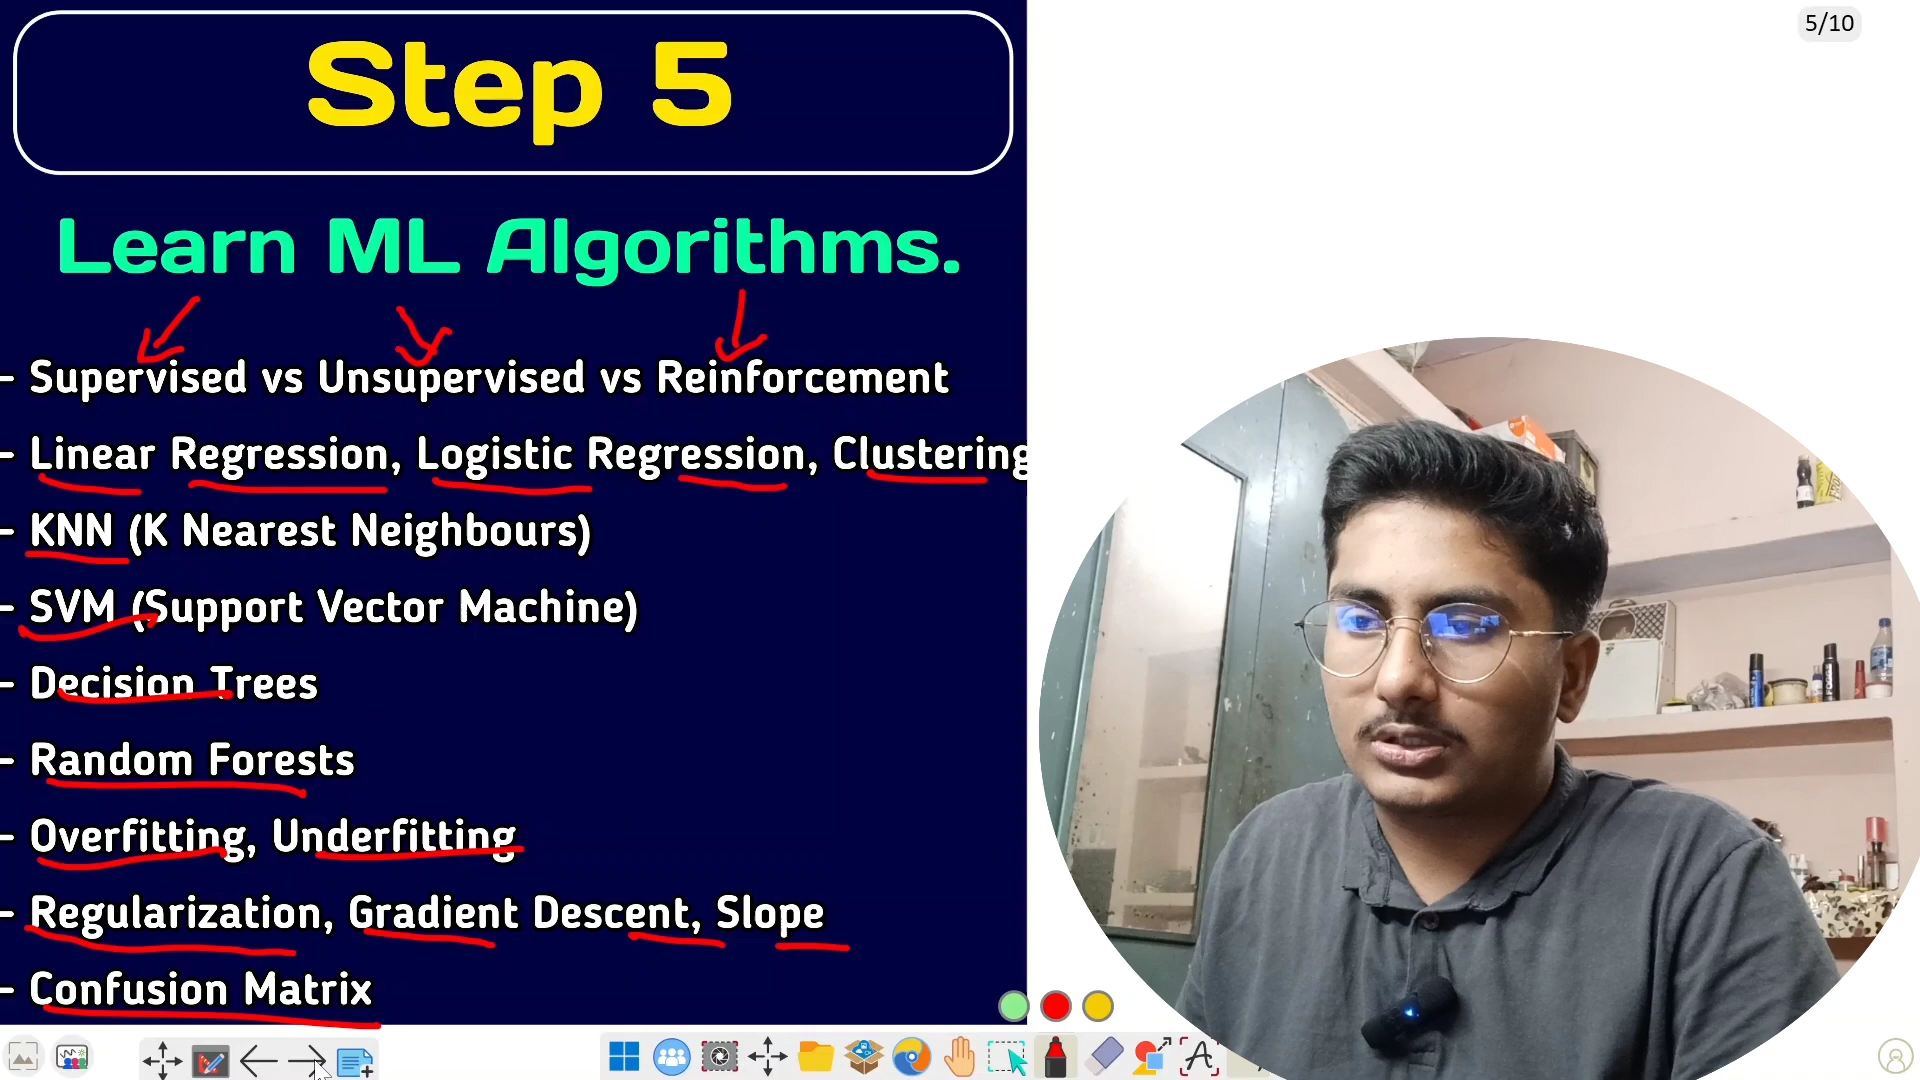 5/10
Step 5
Learn ML Algorithms.
- Supervised vs Unsupervised vs Reinforcement
- Linear Regression, Logistic Regression, Clustering
- KNN (K Nearest Neighbours)
- SVM (Support Vector Machine)
- Decision Trees
- Random Forests
- Overfitting, Underfitting
- Regularization, Gradient Descent, Slope
- Confusion Matrix